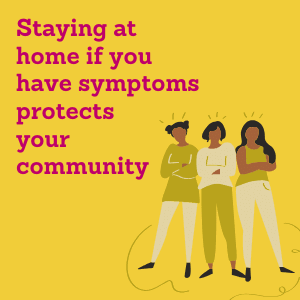 Staying at
home if you
have symptoms
protects
your
community